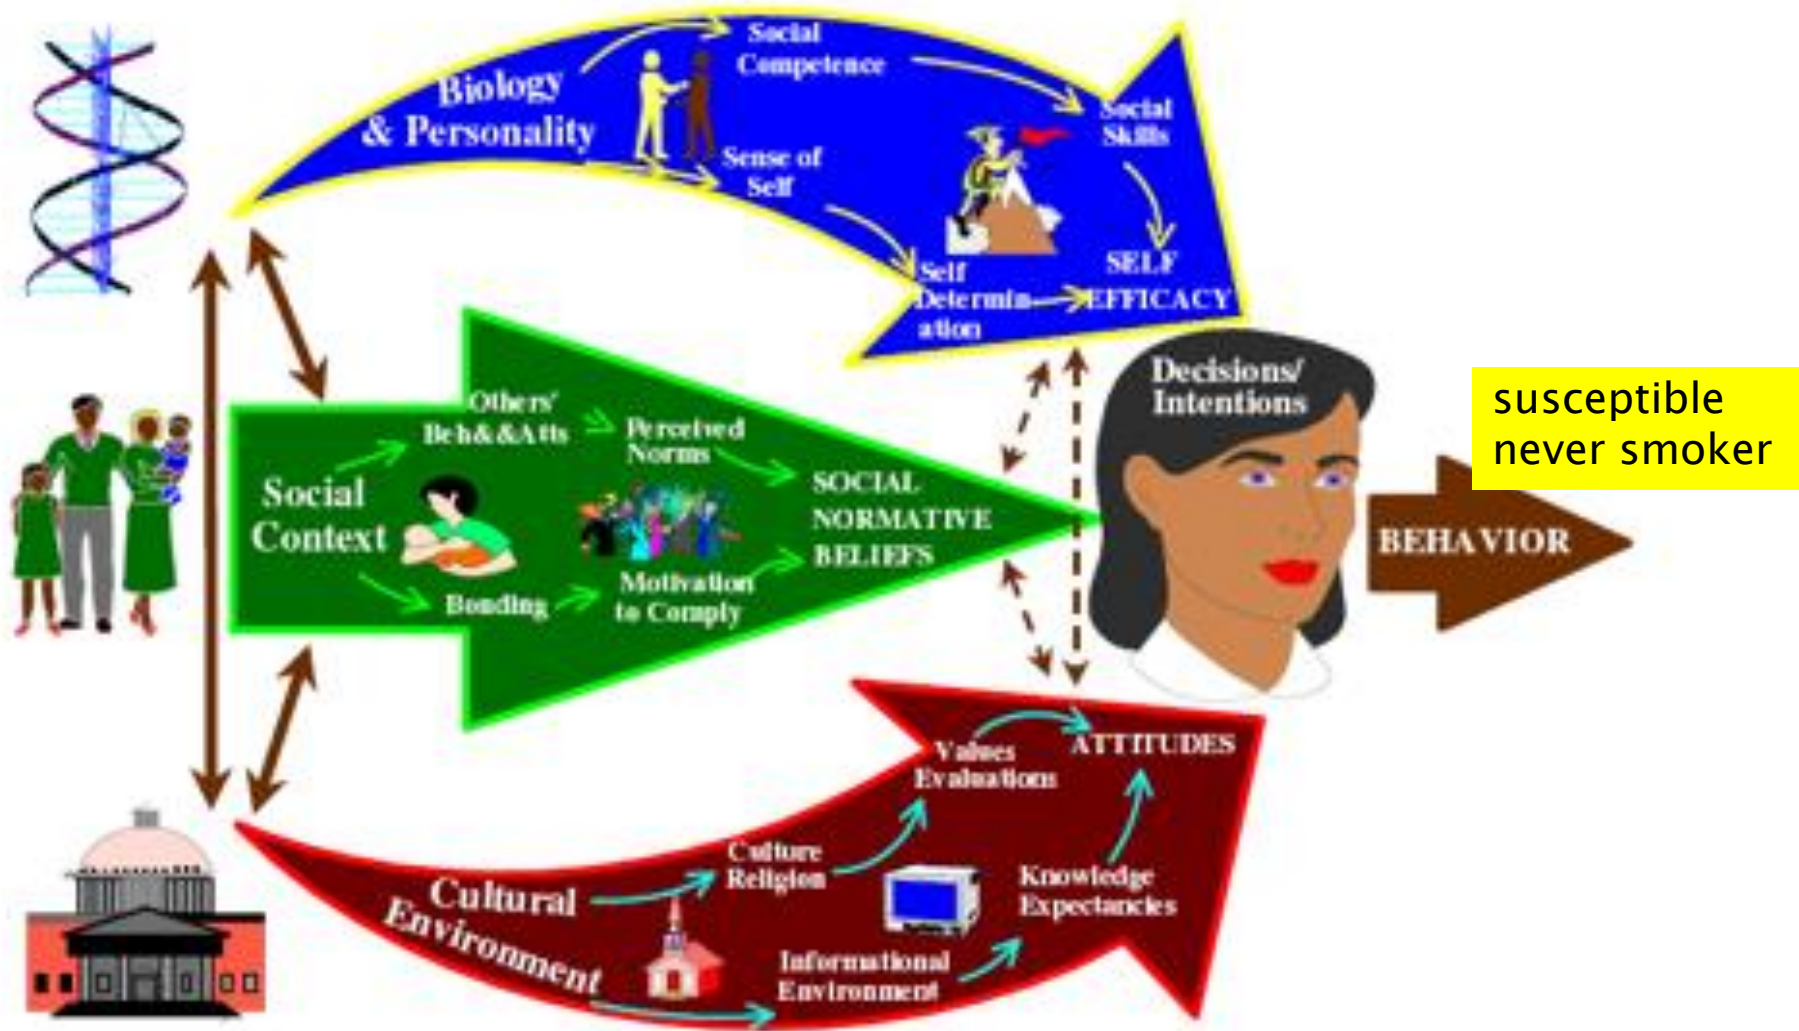 Biology
& Personality
Social
Competence
Sense of
Self
Social
Skills
Self
Determin-
ation
SELF
EFFICACY
Social
Context
Others'
Beh&&Atts
Perceived
Norms
Bonding
Motivation
to Comply
SOCIAL
NORMATIVE
BELIEFS
Decisions/
Intentions
susceptible
never smoker
BEHAVIOR
Cultural
Environment
Culture
Religion
Values
Evaluations
ATTITUDES
Informational
Environment
Knowledge
Expectancies